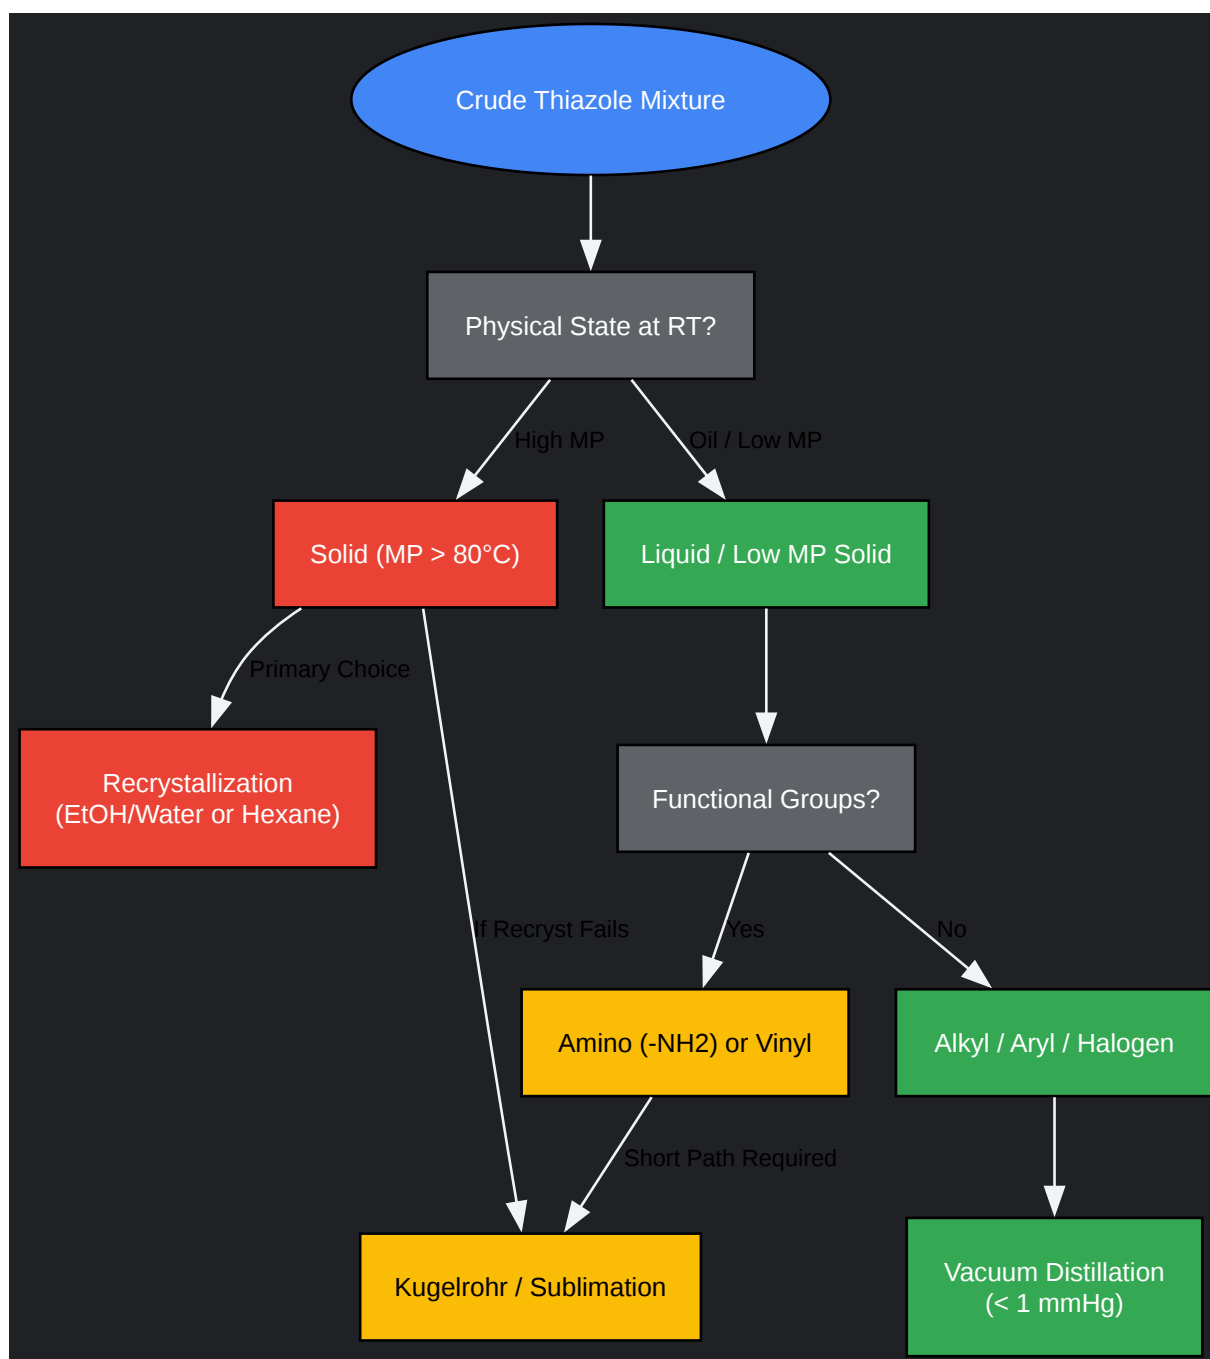 Crude Thiazole Mixture
Physical State at RT?
High MP
Oil / Low MP
Solid (MP > 80°C)
Liquid / Low MP Solid
Primary Choice
Recrystallization
(EtOH/Water or Hexane)
Functional Groups?
If Recryst Fails
Yes
No
Amino (-NH2) or Vinyl
Alkyl / Aryl / Halogen
Short Path Required
Kugelrohr / Sublimation
Vacuum Distillation
(< 1 mmHg)